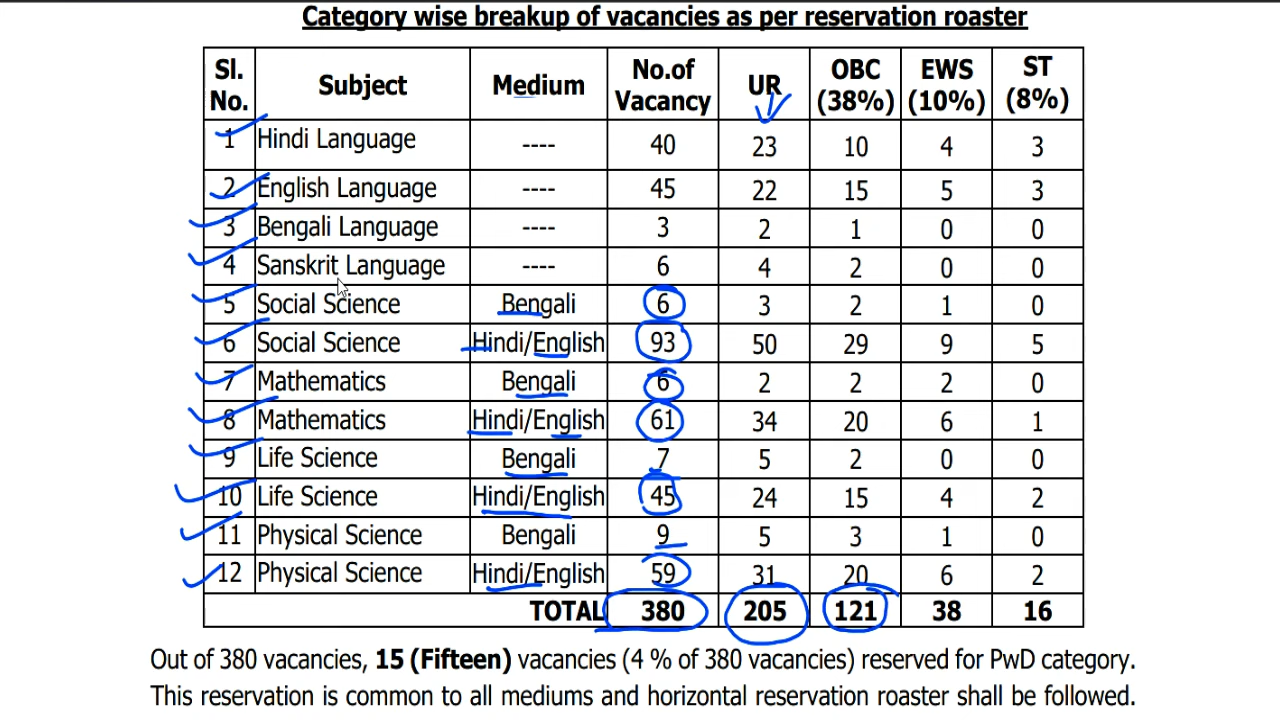 Category wise breakup of vacancies as per reservation roaster
Sl. No. Subject Medium No.of Vacancy UR OBC (38%) EWS (10%) ST (8%)
1 Hindi Language ---- 40 23 10 4 3
2 English Language ---- 45 22 15 5 3
3 Bengali Language ---- 3 2 1 0 0
4 Sanskrit Language ---- 6 4 2 0 0
5 Social Science Bengali 6 3 2 1 0
6 Social Science Hindi/English 93 50 29 9 5
7 Mathematics Bengali 6 2 2 2 0
8 Mathematics Hindi/English 61 34 20 6 1
9 Life Science Bengali 7 5 2 0 0
10 Life Science Hindi/English 45 24 15 4 2
11 Physical Science Bengali 9 5 3 1 0
12 Physical Science Hindi/English 59 31 20 6 2
TOTAL 380 205 121 38 16
Out of 380 vacancies, 15 (Fifteen) vacancies (4 % of 380 vacancies) reserved for PwD category.
This reservation is common to all mediums and horizontal reservation roaster shall be followed.